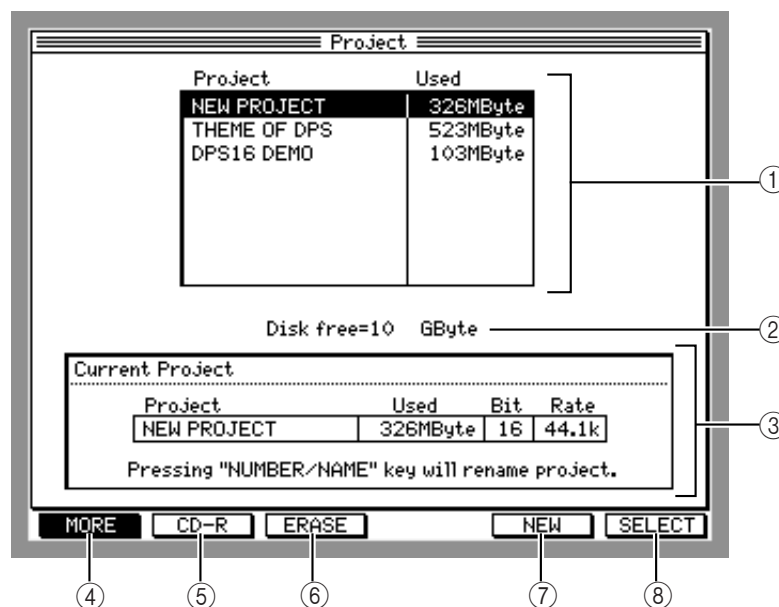 Project
Project Used
NEW PROJECT 326MByte
THEME OF DPS 523MByte
DPS16 DEMO 103MByte
①
Disk free=10 GByte
②
Current Project
Project Used Bit Rate
NEW PROJECT 326MByte 16 44.1k
③
Pressing "NUMBER/NAME" key will rename project.
MORE CD-R ERASE NEW SELECT
④ ⑤ ⑥ ⑦ ⑧